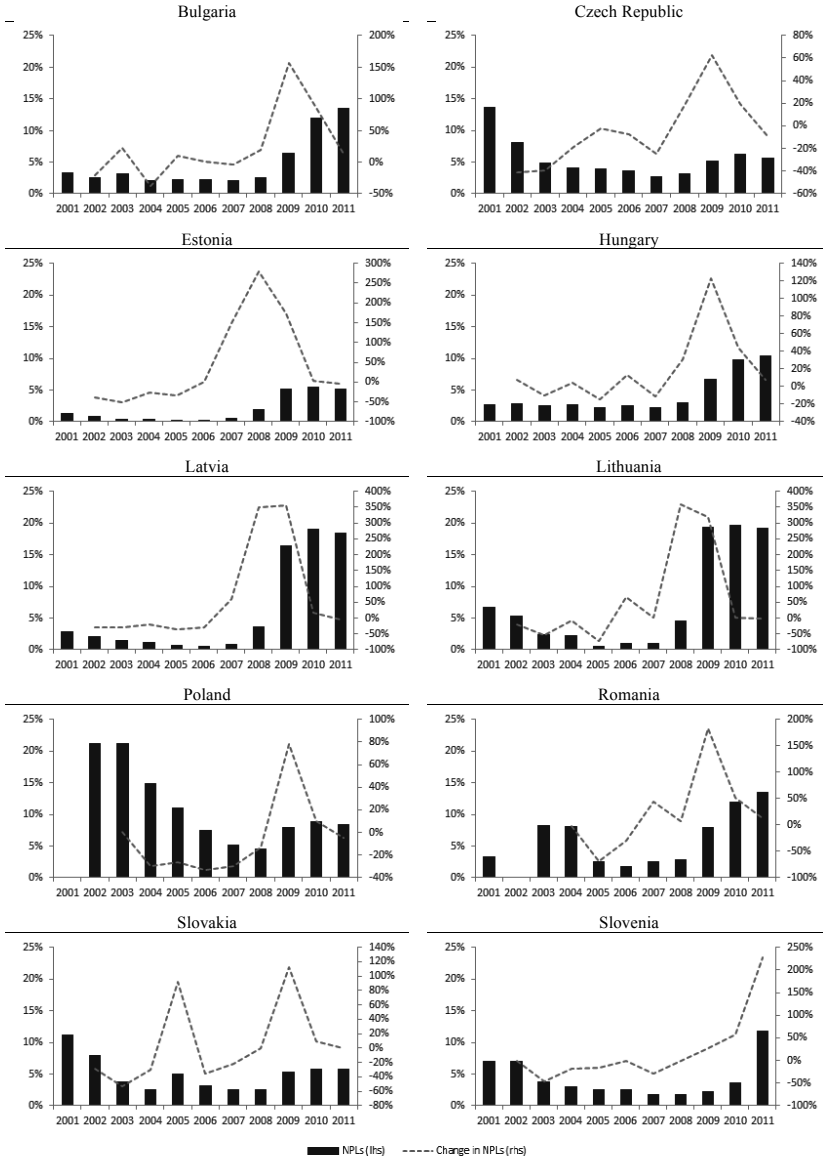 Bulgaria Czech Republic
25% 200% 25% 80%
20% 150% 20% 60%
15% 100% 15% 40%
10% 50% 10% 20%
5% 0% 5% 0%
0% -50% 0% -20%
-40%
-60%
2001 2002 2003 2004 2005 2006 2007 2008 2009 2010 2011 2001 2002 2003 2004 2005 2006 2007 2008 2009 2010 2011
Estonia Hungary
25% 300% 25% 140%
20% 250% 20% 120%
15% 200% 15% 100%
10% 150% 10% 80%
5% 100% 5% 60%
0% 50% 0% 40%
0% 20%
-50% 0%
-100% -20%
-40%
2001 2002 2003 2004 2005 2006 2007 2008 2009 2010 2011 2001 2002 2003 2004 2005 2006 2007 2008 2009 2010 2011
Latvia Lithuania
25% 400% 25% 400%
20% 350% 20% 350%
15% 300% 15% 300%
10% 250% 10% 250%
5% 200% 5% 200%
0% 150% 0% 150%
100% 100%
50% 50%
0% 0%
-50% -50%
-100% -100%
2001 2002 2003 2004 2005 2006 2007 2008 2009 2010 2011 2001 2002 2003 2004 2005 2006 2007 2008 2009 2010 2011
Poland Romania
25% 100% 25% 200%
20% 80% 20% 150%
15% 60% 15% 100%
10% 40% 10% 50%
5% 20% 5% 0%
0% 0% 0% -50%
-20% -100%
-40%
2001 2002 2003 2004 2005 2006 2007 2008 2009 2010 2011 2001 2002 2003 2004 2005 2006 2007 2008 2009 2010 2011
Slovakia Slovenia
25% 140% 25% 250%
20% 120% 20% 200%
15% 100% 15% 150%
10% 80% 10% 100%
5% 60% 5% 50%
0% 40% 0% 0%
20% -50%
0% -100%
-20%
-40%
-60%
-80%
2001 2002 2003 2004 2005 2006 2007 2008 2009 2010 2011 2001 2002 2003 2004 2005 2006 2007 2008 2009 2010 2011
NPLs (lhs) Change in NPLs (rhs)